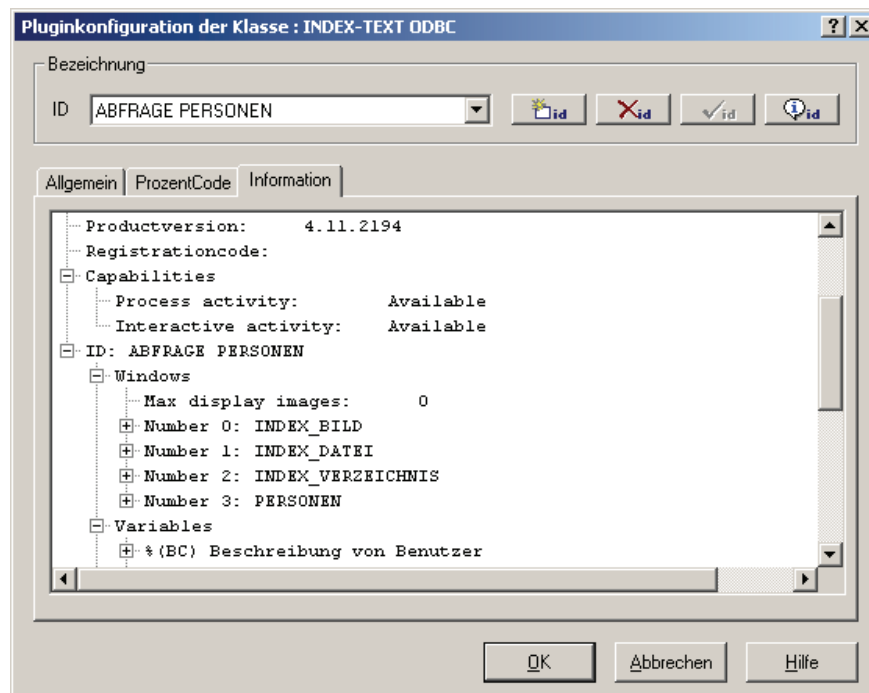 Pluginkonfiguration der Klasse : INDEX-TEXT ODBC
Bezeichnung
ID ABFRAGE PERSONEN id id id id
Allgemein ProzentCode Information
Productversion: 4.11.2194
Registrationcode:
Capabilities
Process activity: Available
Interactive activity: Available
ID: ABFRAGE PERSONEN
Windows
Max display images: 0
Number 0: INDEX_BILD
Number 1: INDEX_DATEI
Number 2: INDEX_VERZEICHNIS
Number 3: PERSONEN
Variables
%(BC) Beschreibung von Benutzer
OK Abbrechen Hilfe